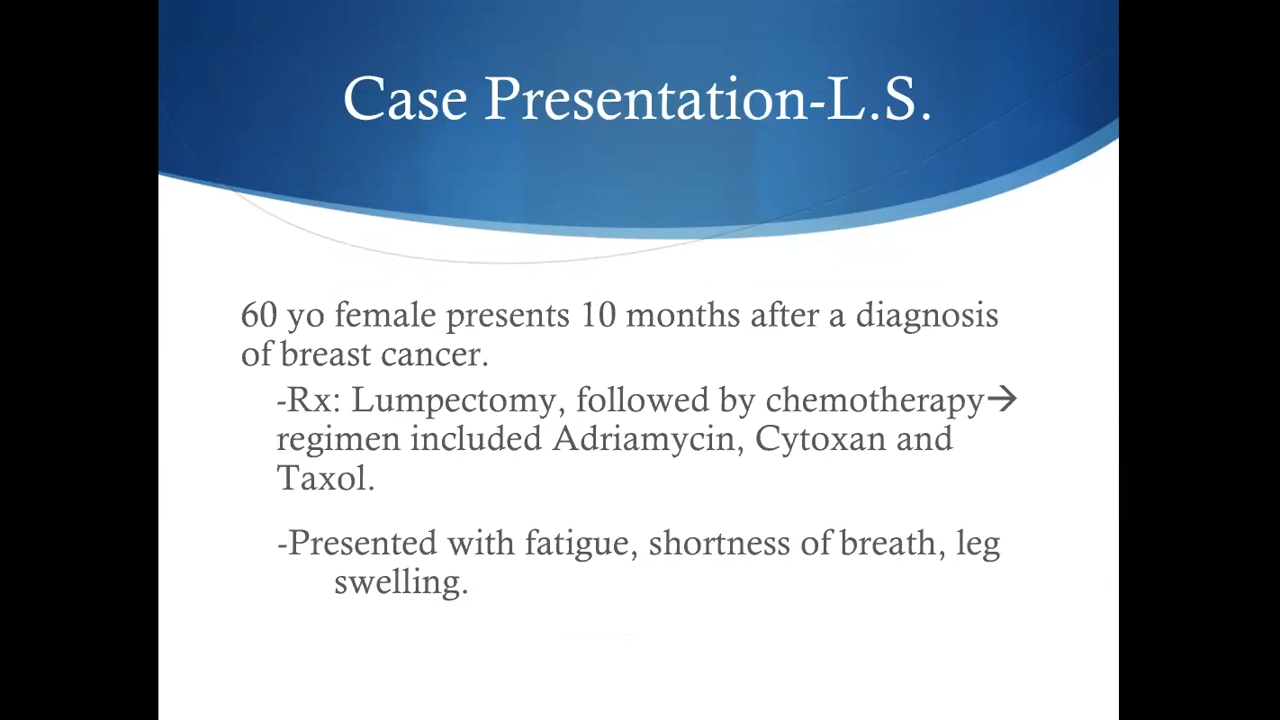 Case Presentation-L.S.
60 yo female presents 10 months after a diagnosis
of breast cancer.
-Rx: Lumpectomy, followed by chemotherapy→
regimen included Adriamycin, Cytoxan and
Taxol.
-Presented with fatigue, shortness of breath, leg
swelling.